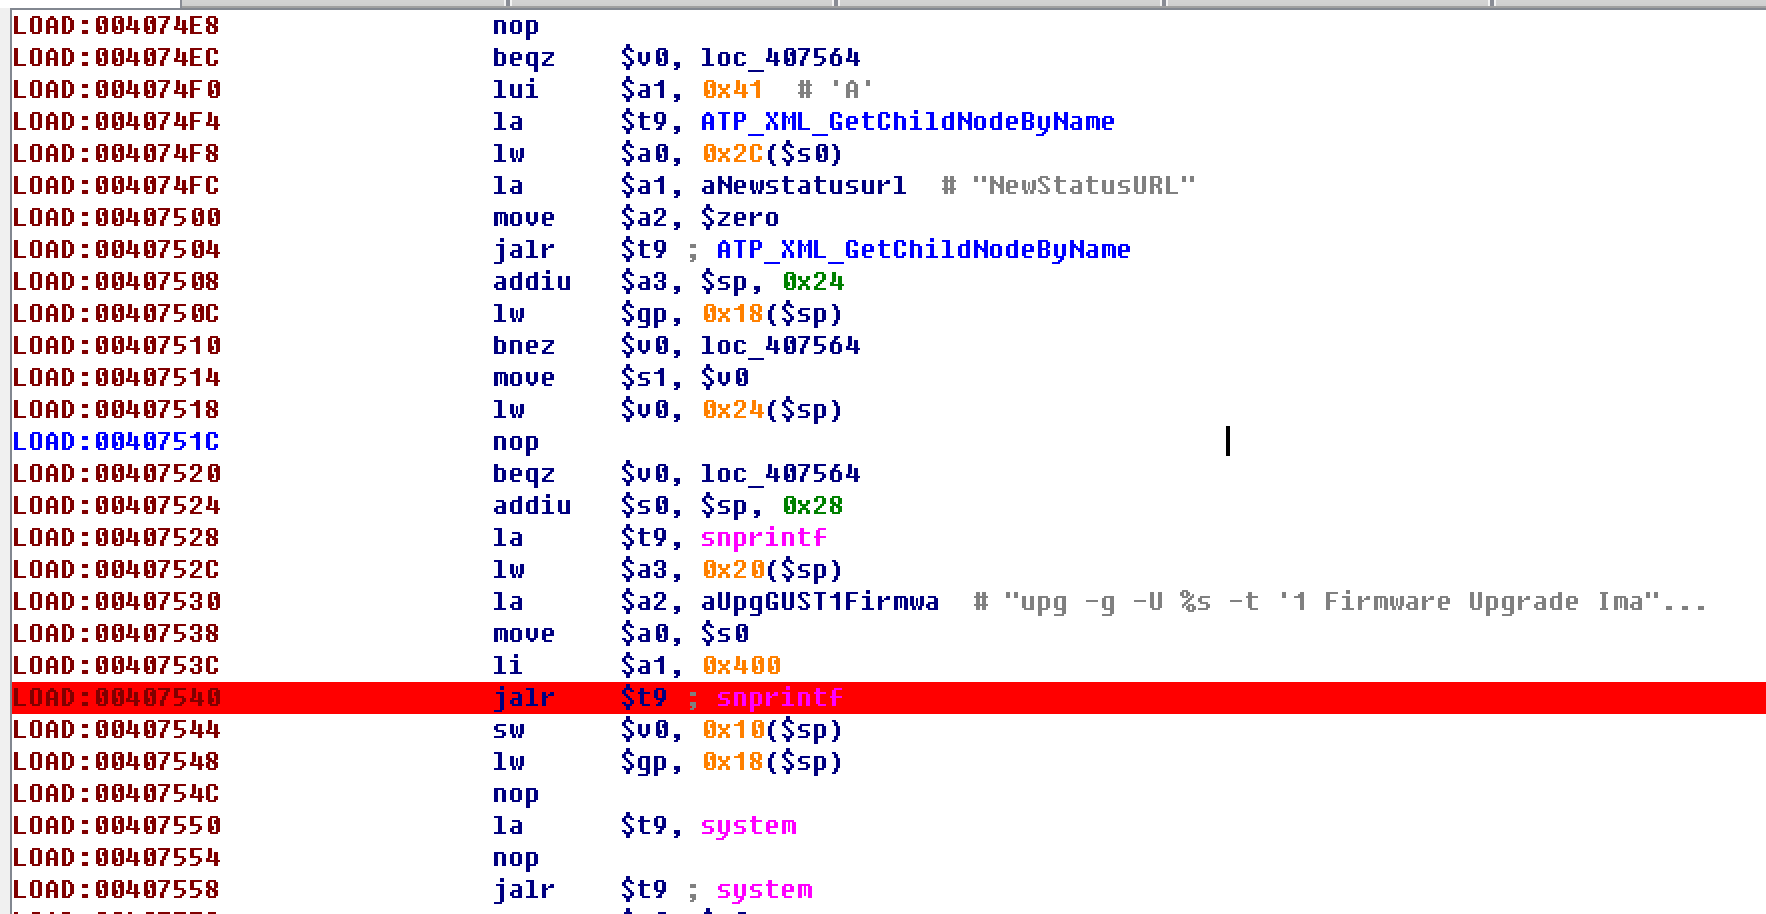 LOAD:004074E8 nop
LOAD:004074EC beqz $v0, loc_407564
LOAD:004074F0 lui $a1, 0x41 # 'A'
LOAD:004074F4 la $t9, ATP_XML_GetChildNodeByName
LOAD:004074F8 lw $a0, 0x2C($s0)
LOAD:004074FC la $a1, aNewstatusurl # "NewStatusURL"
LOAD:00407500 move $a2, $zero
LOAD:00407504 jalr $t9 ; ATP_XML_GetChildNodeByName
LOAD:00407508 addiu $a3, $sp, 0x24
LOAD:0040750C lw $gp, 0x18($sp)
LOAD:00407510 bnez $v0, loc_407564
LOAD:00407514 move $s1, $v0
LOAD:00407518 lw $v0, 0x24($sp)
LOAD:0040751C nop
LOAD:00407520 beqz $v0, loc_407564
LOAD:00407524 addiu $s0, $sp, 0x28
LOAD:00407528 la $t9, snprintf
LOAD:0040752C lw $a3, 0x20($sp)
LOAD:00407530 la $a2, aUpgGUST1Firmwa # "upg -g -U %s -t '1 Firmware Upgrade Ima"...
LOAD:00407538 move $a0, $s0
LOAD:0040753C li $a1, 0x400
LOAD:00407540 jalr $t9 ; snprintf
LOAD:00407544 sw $v0, 0x10($sp)
LOAD:00407548 lw $gp, 0x18($sp)
LOAD:0040754C nop
LOAD:00407550 la $t9, system
LOAD:00407554 nop
LOAD:00407558 jalr $t9 ; system